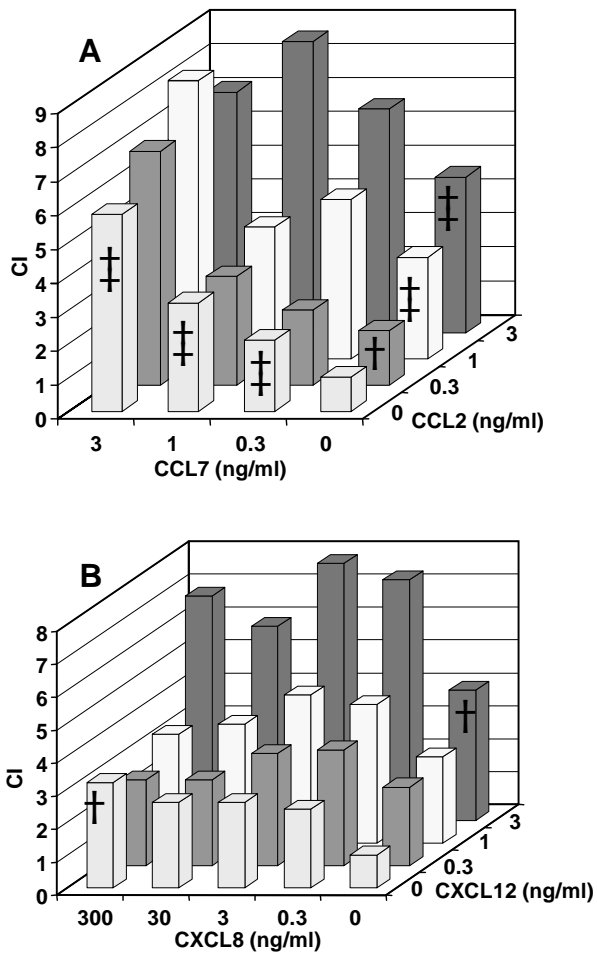 A
9
8
7
6
5
4
3
2
1
0
CI
‡ ‡ ‡ † ‡ ‡
3 1 0.3 0
CCL7 (ng/ml)
0 0.3 1 3
CCL2 (ng/ml)
B
8
7
6
5
4
3
2
1
0
CI
† †
300 30 3 0.3 0
CXCL8 (ng/ml)
0 0.3 1 3
CXCL12 (ng/ml)